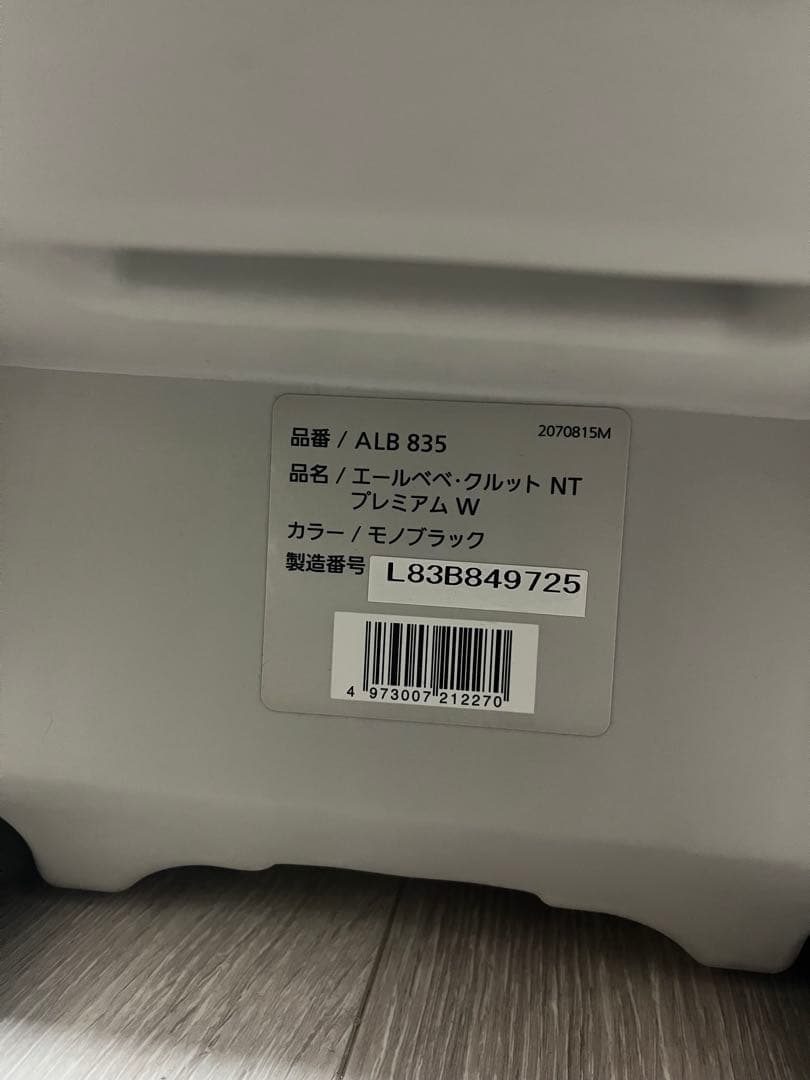 2070815M
品番 / ALB 835
品名 / エールベベ・クルット NT
プレミアム W
カラー / モノブラック
製造番号 L83B849725
4 973007 212270